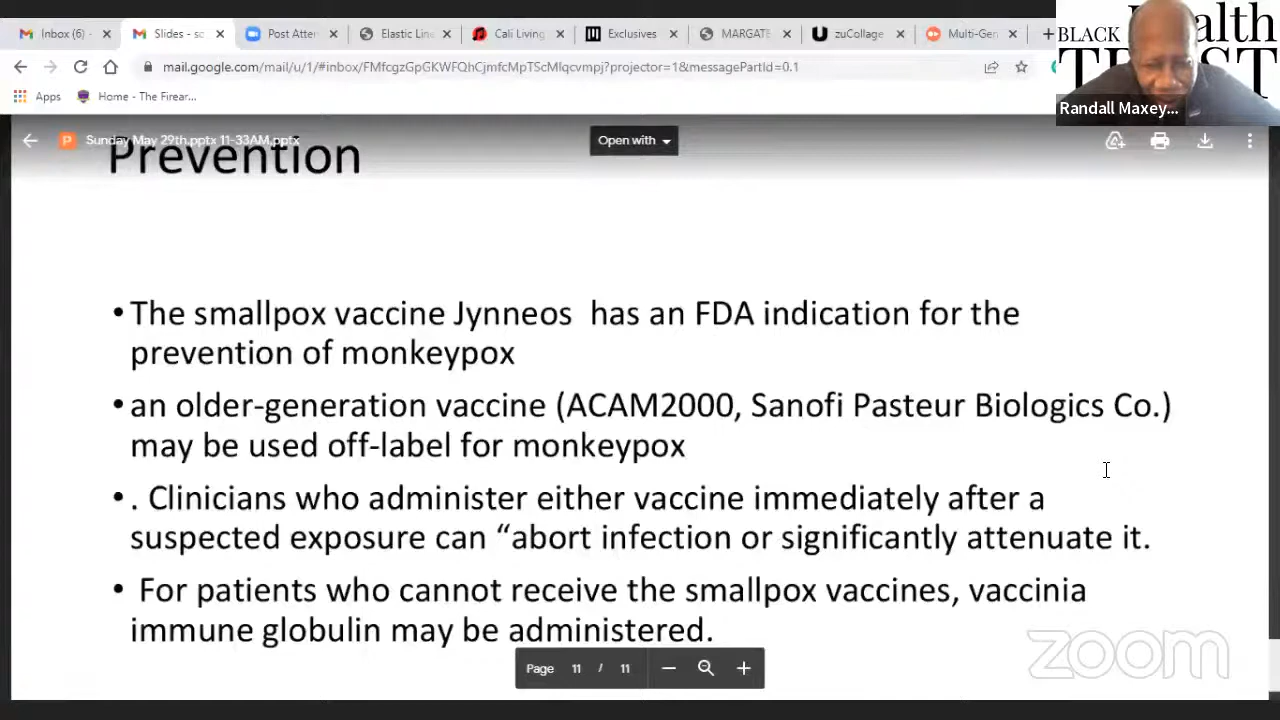 Inbox (6)
Slides - sc
Post Atter
Elastic Lin
Cali Living
Exclusives
MARGATE
zuCollage
Multi-Gen
BLACK Health
TRUST
mail.google.com/mail/u/1/#inbox/FMfcgzGpGKWFQhCjmfcMpTScMlqcvmpj?projector=1&messagePartId=0.1
Apps
Home - The Firear...
Randall Maxey...
Sunday May 29th.pptx 11-33AM.pptx
Open with
Prevention
•The smallpox vaccine Jynneos has an FDA indication for the
prevention of monkeypox
•an older-generation vaccine (ACAM2000, Sanofi Pasteur Biologics Co.)
may be used off-label for monkeypox
•. Clinicians who administer either vaccine immediately after a
suspected exposure can “abort infection or significantly attenuate it.
• For patients who cannot receive the smallpox vaccines, vaccinia
immune globulin may be administered.
zoom
Page 11 / 11